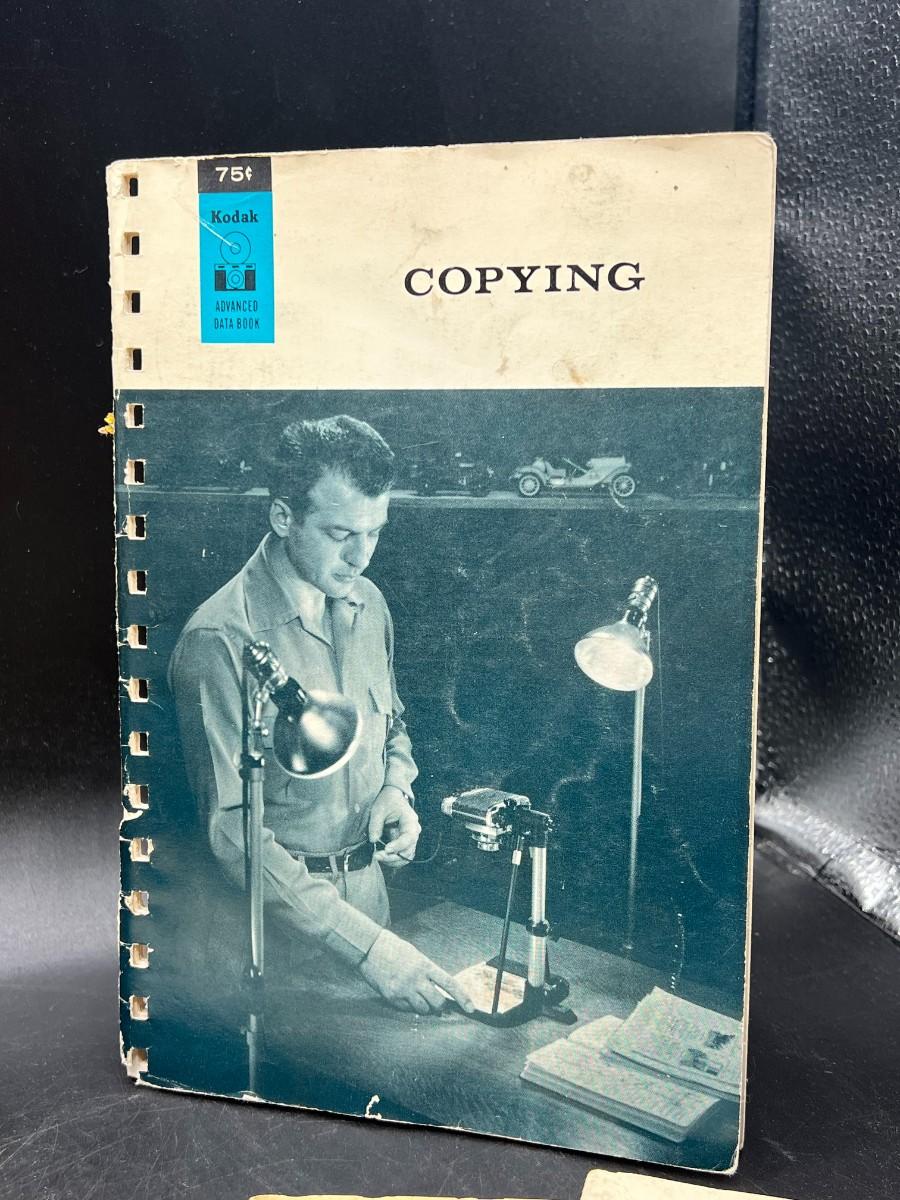 75¢
Kodak
ADVANCED
DATA BOOK
COPYING